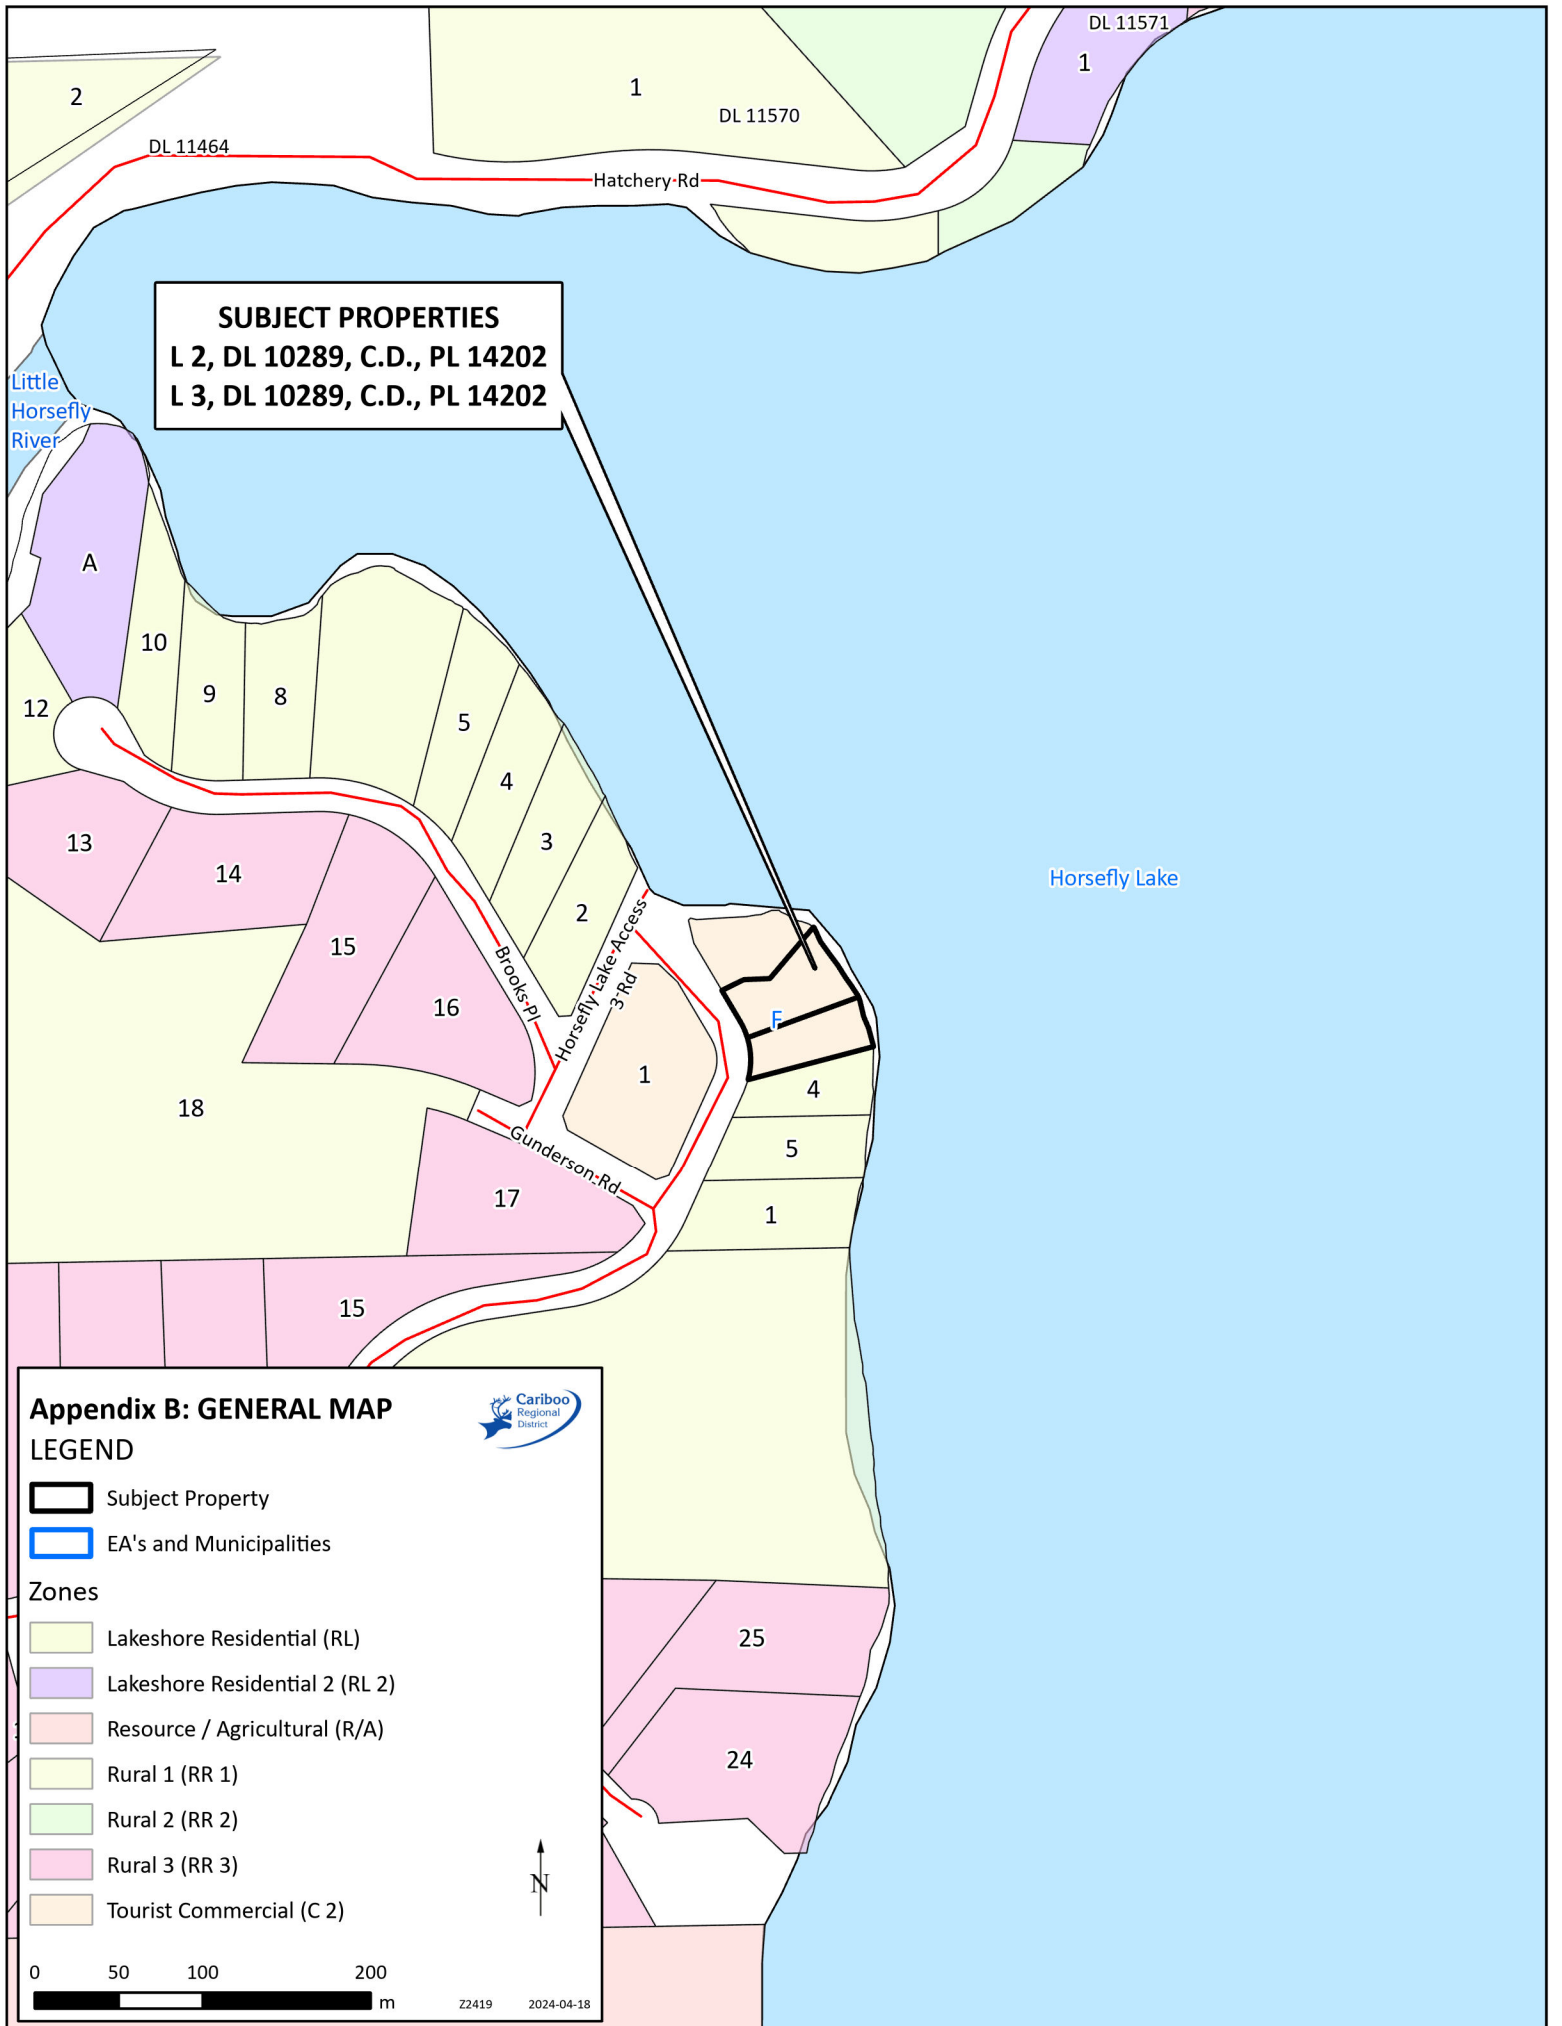 DL 11571
1
2
1
DL 11570
DL 11464
Hatchery Rd
SUBJECT PROPERTIES
L 2, DL 10289, C.D., PL 14202
L 3, DL 10289, C.D., PL 14202
Little
Horsefly
River
A
10
9
8
12
5
4
3
2
13
14
15
16
Horsefly Lake
Brooks Pl
Horsefly Lake Access
3 Rd
F
1
4
5
1
18
Gunderson Rd
17
15
25
24
Appendix B: GENERAL MAP
Cariboo
Regional
District
LEGEND
Subject Property
EA's and Municipalities
Zones
Lakeshore Residential (RL)
Lakeshore Residential 2 (RL 2)
Resource / Agricultural (R/A)
Rural 1 (RR 1)
Rural 2 (RR 2)
Rural 3 (RR 3)
Tourist Commercial (C 2)
N
0 50 100 200
m
Z2419 2024-04-18